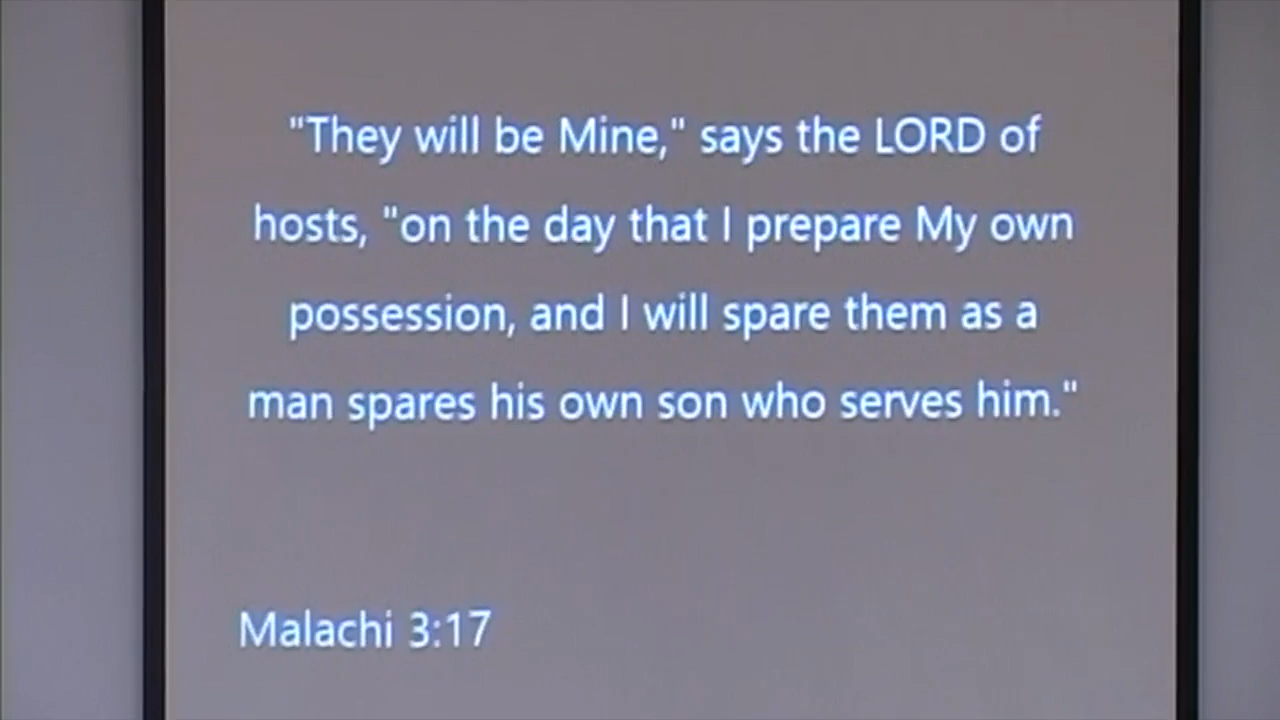 "They will be Mine," says the LORD of
hosts, "on the day that I prepare My own
possession, and I will spare them as a
man spares his own son who serves him."
Malachi 3:17